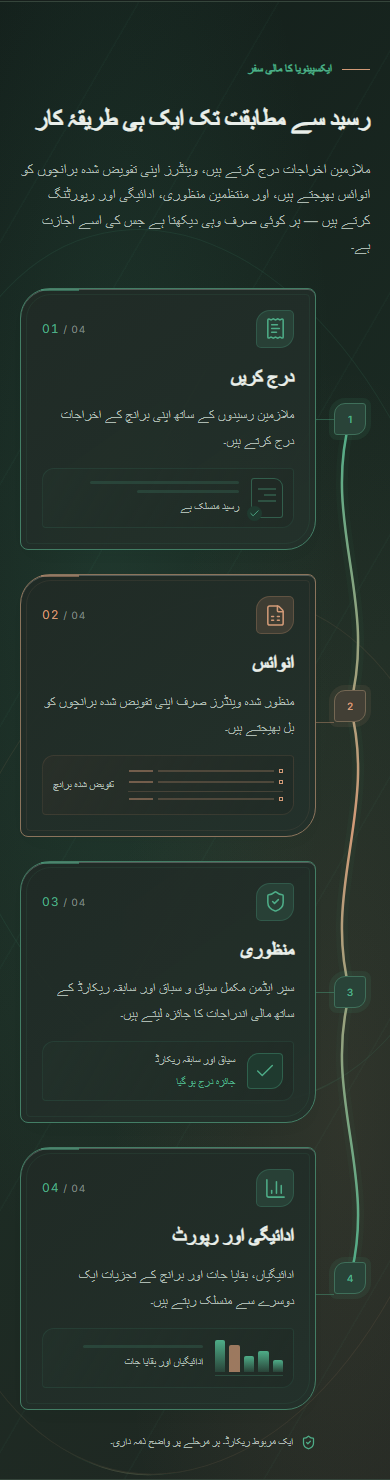 ایکسپینویا کا مالی سفر
رسید سے مطابقت تک ایک ہی طریقۂ کار
ملازمین اخراجات درج کرتے ہیں، وینڈرز اپنی تفویض شدہ برانچوں کو
انوائس بھیجتے ہیں، اور منتظمین منظوری، ادائیگی اور رپورٹنگ
کرتے ہیں — ہر کوئی صرف وہی دیکھتا ہے جس کی اسے اجازت
ہے۔
01 / 04
درج کریں
ملازمین رسیدوں کے ساتھ اپنی برانچ کے اخراجات
درج کرتے ہیں۔
رسید منسلک ہے
1
02 / 04
انوائس
منظور شدہ وینڈرز صرف اپنی تفویض شدہ برانچوں کو
بل بھیجتے ہیں۔
تفویض شدہ برانچ
2
03 / 04
منظوری
سپر ایڈمن مکمل سیاق و سباق اور سابقہ ریکارڈ کے
ساتھ مالی اندراجات کا جائزہ لیتے ہیں۔
سیاق اور سابقہ ریکارڈ
جائزہ درج ہو گیا
3
04 / 04
ادائیگی اور رپورٹ
ادائیگیاں، بقایا جات اور برانچ کے تجزیات ایک
دوسرے سے منسلک رہتے ہیں۔
ادائیگیاں اور بقایا جات
4
ایک مربوط ریکارڈ۔ ہر مرحلے پر واضح ذمہ داری۔